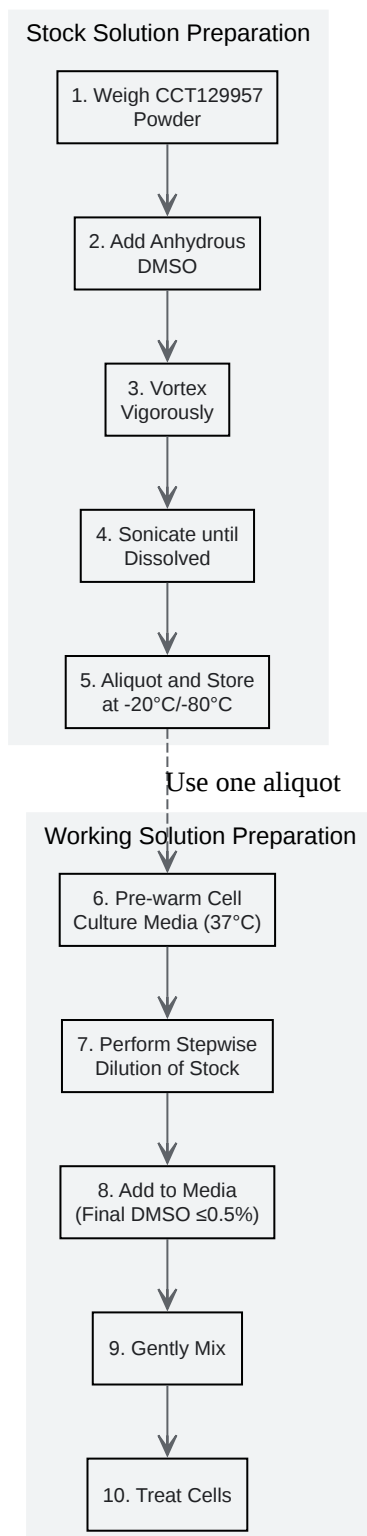 Stock Solution Preparation
1. Weigh CCT129957
Powder
2. Add Anhydrous
DMSO
3. Vortex
Vigorously
4. Sonicate until
Dissolved
5. Aliquot and Store
at -20°C/-80°C
Use one aliquot
Working Solution Preparation
6. Pre-warm Cell
Culture Media (37°C)
7. Perform Stepwise
Dilution of Stock
8. Add to Media
(Final DMSO ≤0.5%)
9. Gently Mix
10. Treat Cells